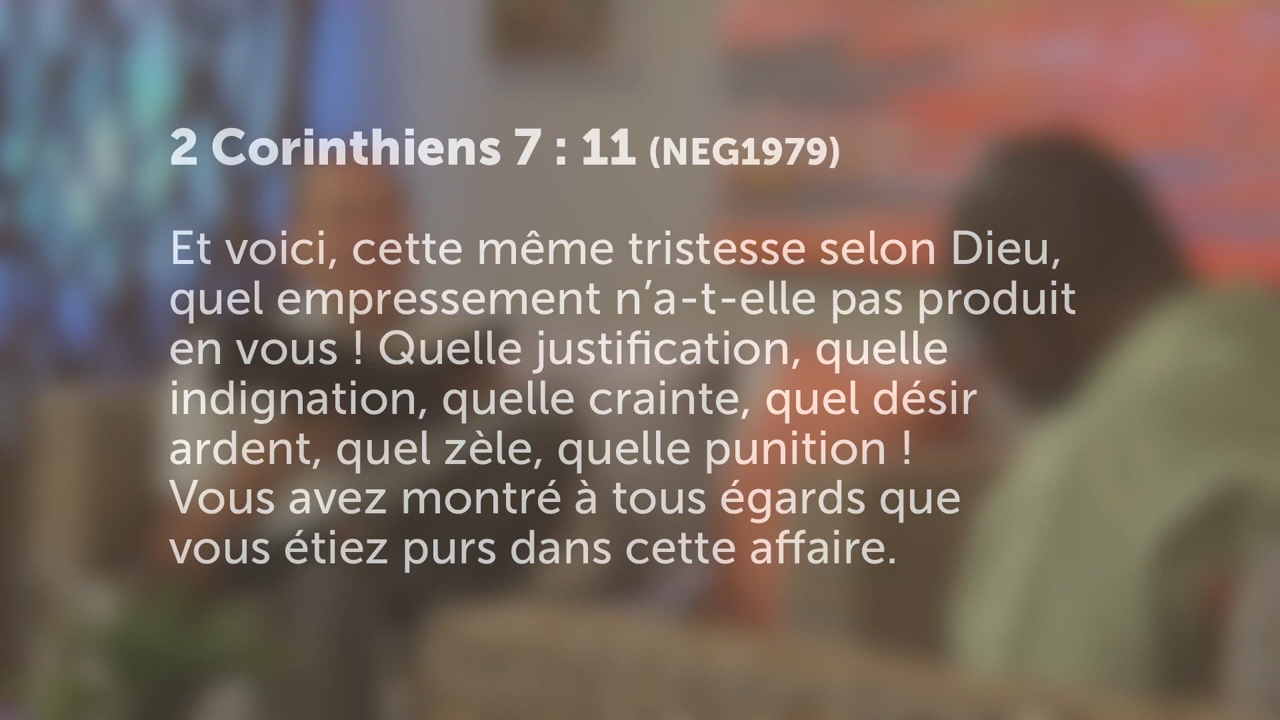 2 Corinthiens 7 : 11 (NEG1979)
Et voici, cette même tristesse selon Dieu,
quel empressement n’a-t-elle pas produit
en vous ! Quelle justification, quelle
indignation, quelle crainte, quel désir
ardent, quel zèle, quelle punition !
Vous avez montré à tous égards que
vous étiez purs dans cette affaire.